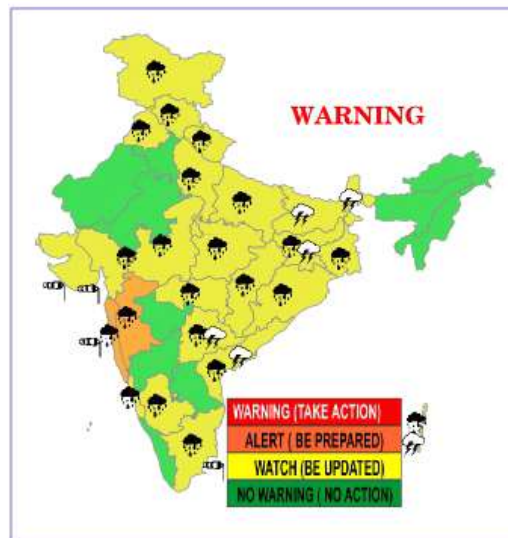 WARNING
WARNING (TAKE ACTION)
ALERT ( BE PREPARED)
WATCH (BE UPDATED)
NO WARNING ( NO ACTION)